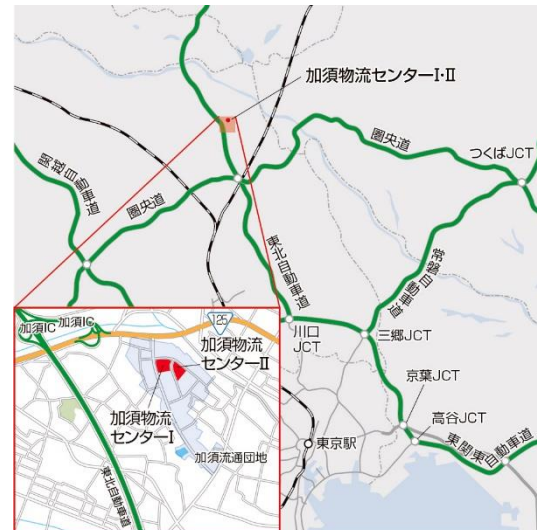 加須物流センターⅠ・Ⅱ
圏央道
つくばJCT
関越自動車道
圏央道
東北自動車道
常磐自動車道
川口
JCT
三郷JCT
京葉JCT
高谷JCT
東関東自動車道
東京駅
加須IC
加須IC
125
加須物流
センターⅡ
加須物流
センターⅠ
加須流通団地
東北自動車道